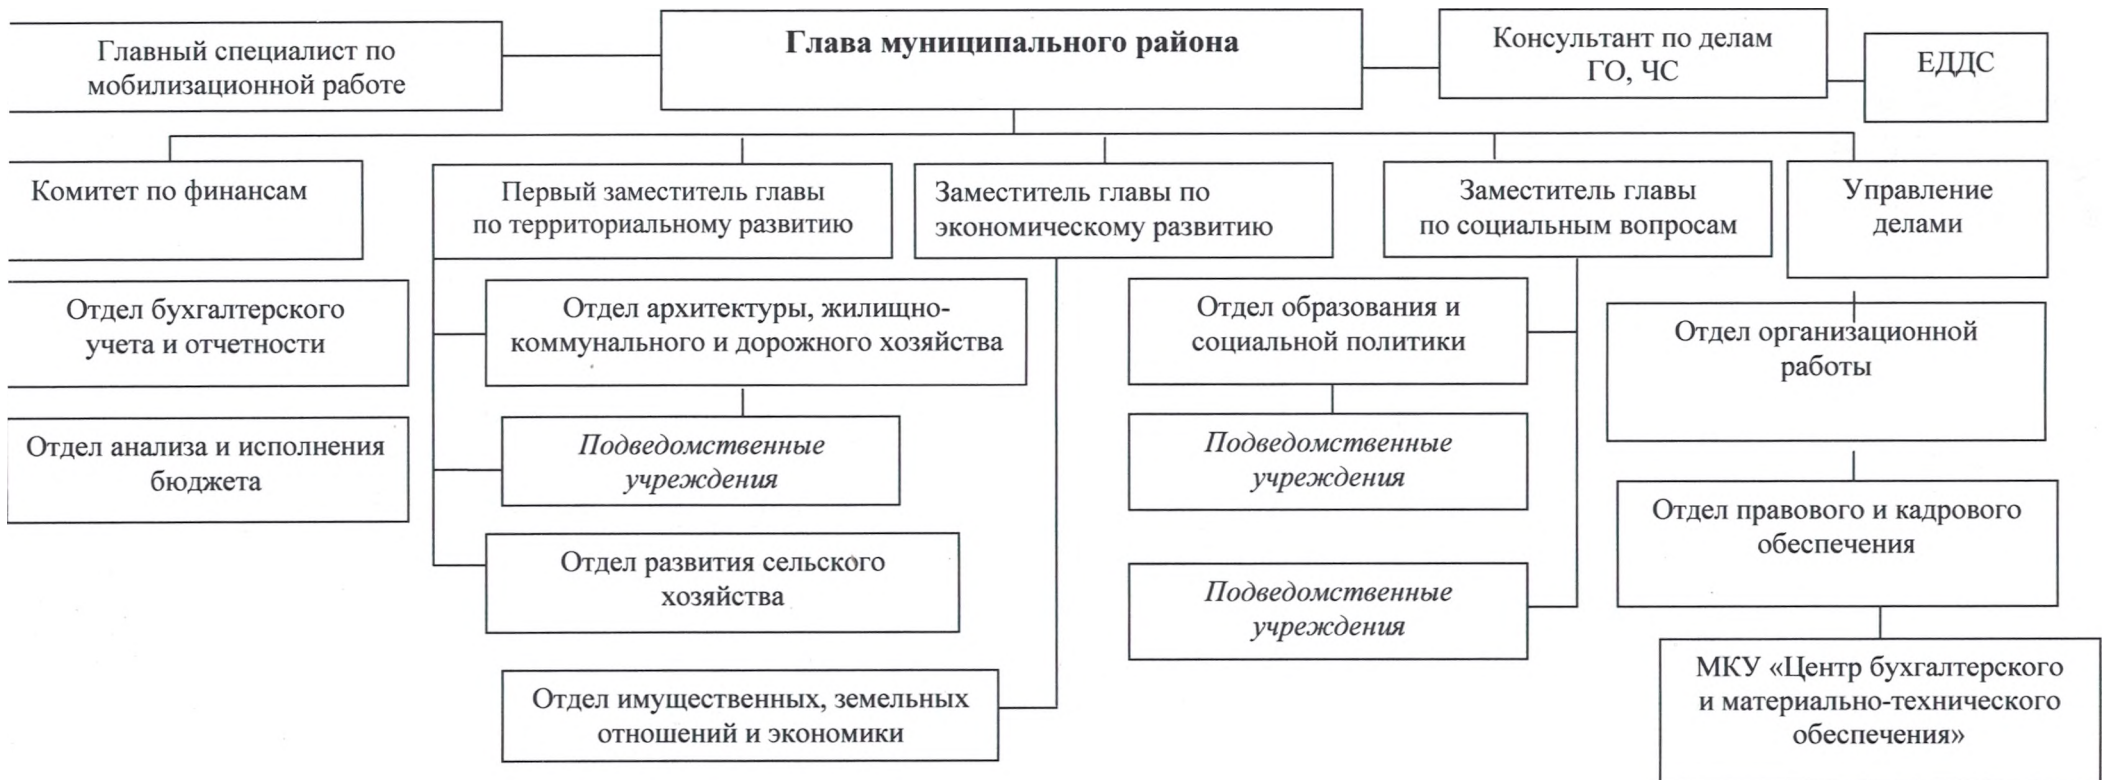 Главный специалист по
мобилизационной работе
Глава муниципального района
Консультант по делам
ГО, ЧС
ЕДДС
Комитет по финансам
Первый заместитель главы
по территориальному развитию
Заместитель главы по
экономическому развитию
Заместитель главы
по социальным вопросам
Управление
делами
Отдел бухгалтерского
учета и отчетности
Отдел архитектуры, жилищно-
коммунального и дорожного хозяйства
Отдел образования и
социальной политики
Отдел организационной
работы
Отдел анализа и исполнения
бюджета
Подведомственные
учреждения
Подведомственные
учреждения
Отдел правового и кадрового
обеспечения
Отдел развития сельского
хозяйства
Подведомственные
учреждения
Отдел имущественных, земельных
отношений и экономики
МКУ «Центр бухгалтерского
и материально-технического
обеспечения»